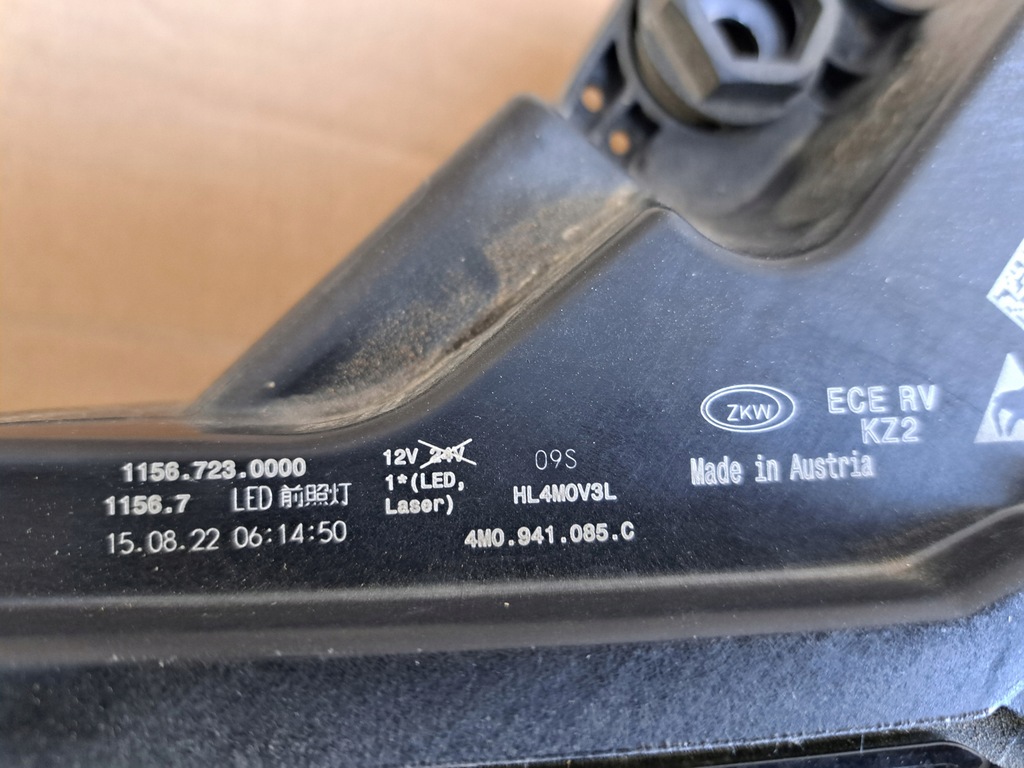 1156.723.0000
1156.7 LED 前照灯
15.08.22 06:14:50
12V 24V
1*(LED,
Laser)
09S
HL4M0V3L
4M0.941.085.C
ZKW
ECE RV
KZ2
Made in Austria